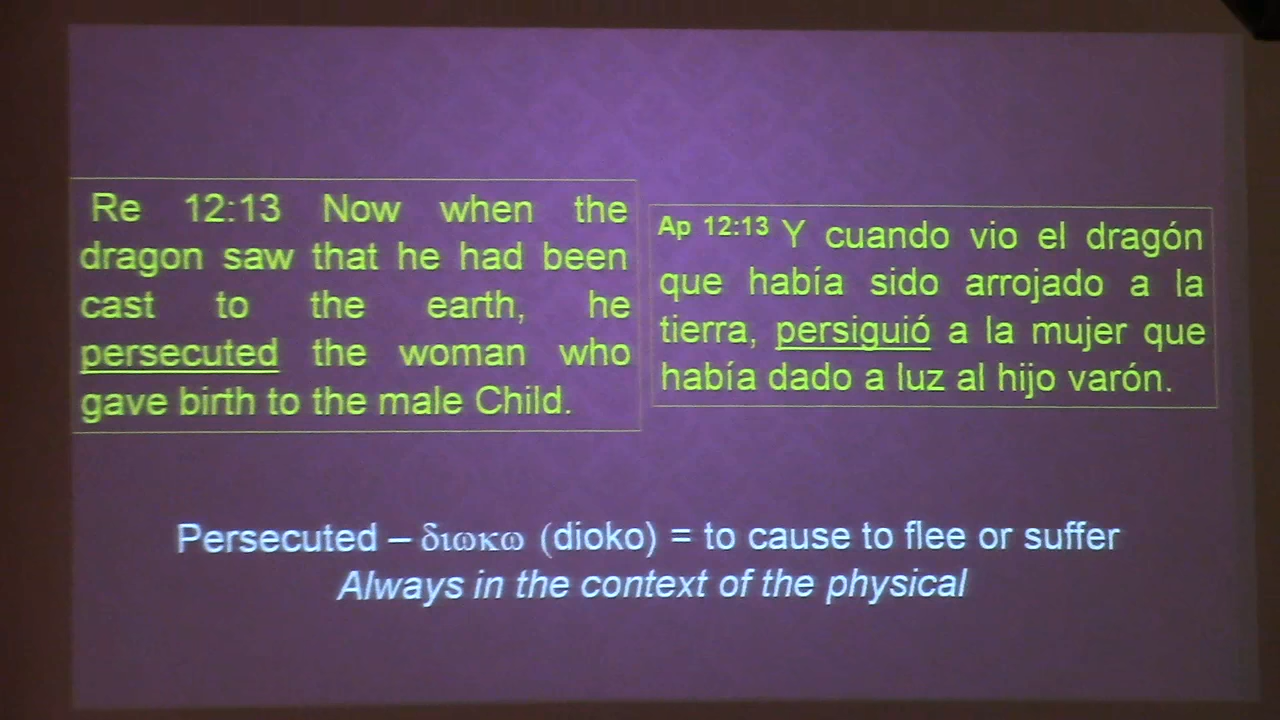 Re 12:13 Now when the
dragon saw that he had been
cast to the earth, he
persecuted the woman who
gave birth to the male Child.
Ap 12:13 Y cuando vio el dragón
que había sido arrojado a la
tierra, persiguió a la mujer que
había dado a luz al hijo varón.
Persecuted – διωκω (dioko) = to cause to flee or suffer
Always in the context of the physical